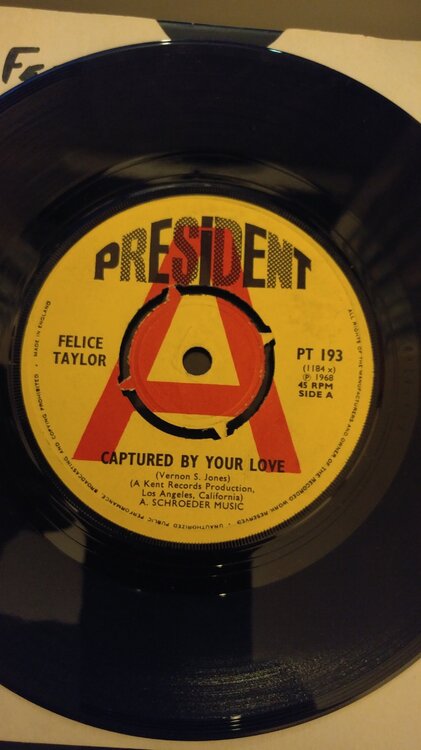 Fe
PRESiDENT
A
FELICE
TAYLOR
PT 193
(1184 x)
Ⓟ 1968
45 RPM
SIDE A
CAPTURED BY YOUR LOVE
(Vernon S. Jones)
(A Kent Records Production,
Los Angeles, California)
A. SCHROEDER MUSIC
MADE IN ENGLAND
ALL RIGHTS OF THE MANUFACTURERS AND OWNER OF THE RECORDED WORK RESERVED • UNAUTHORIZED PUBLIC PERFORMANCE, BROADCASTING AND COPYING PROHIBITED •